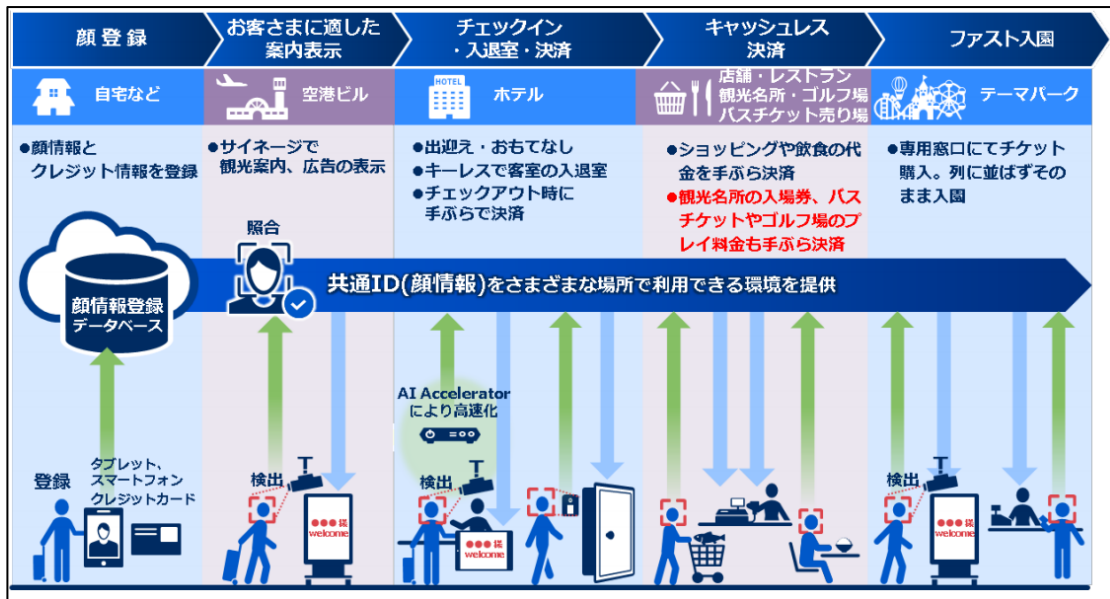 顔 登 録
お客さまに適した
案内表示
チェックイン
・入退室・決済
キャッシュレス
決済
ファスト入園
自宅など
空港ビル
HOTEL
ホテル
店舗・レストラン
観光名所・ゴルフ場
バスチケット売り場
テーマパーク
●顔情報と
クレジット情報を登録
●サイネージで
観光案内、広告の表示
●出迎え・おもてなし
●キーレスで客室の入退室
●チェックアウト時に
手ぶらで決済
●ショッピングや飲食の代
金を手ぶら決済
●観光名所の入場券、バス
チケットやゴルフ場のプ
レイ料金も手ぶら決済
●専用窓口にてチケット
購入。列に並ばずその
まま入園
照合
顔情報登録
データベース
共通ID(顔情報)をさまざまな場所で利用できる環境を提供
AI Accelerator
により高速化
登録
タブレット、
スマートフォン
クレジットカード
検出
●●●様
welcome
検出
●●●様
welcome
検出
●●●様
welcome